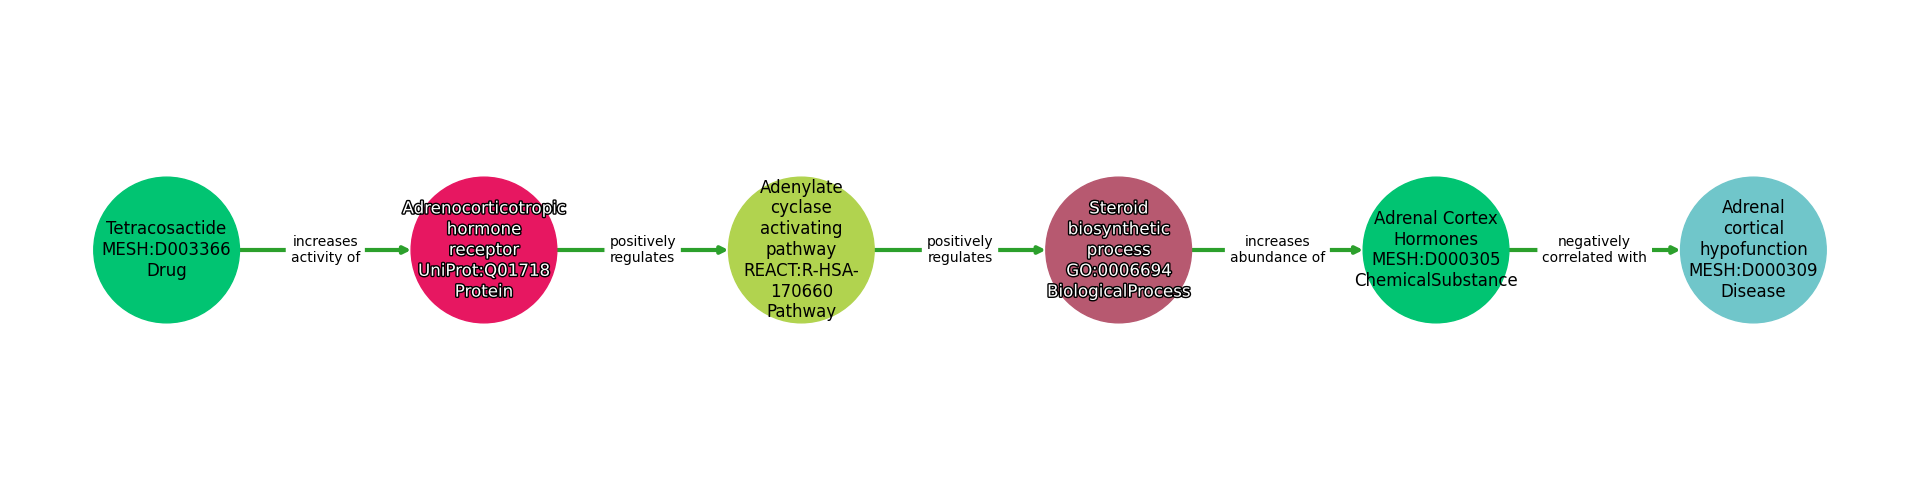 Tetracosactide
MESH:D003366
Drug
increases
activity of
Adrenocorticotropic
hormone
receptor
UniProt:Q01718
Protein
positively
regulates
Adenylate
cyclase
activating
pathway
REACT:R-HSA-
170660
Pathway
positively
regulates
Steroid
biosynthetic
process
GO:0006694
BiologicalProcess
increases
abundance of
Adrenal Cortex
Hormones
MESH:D000305
ChemicalSubstance
negatively
correlated with
Adrenal
cortical
hypofunction
MESH:D000309
Disease